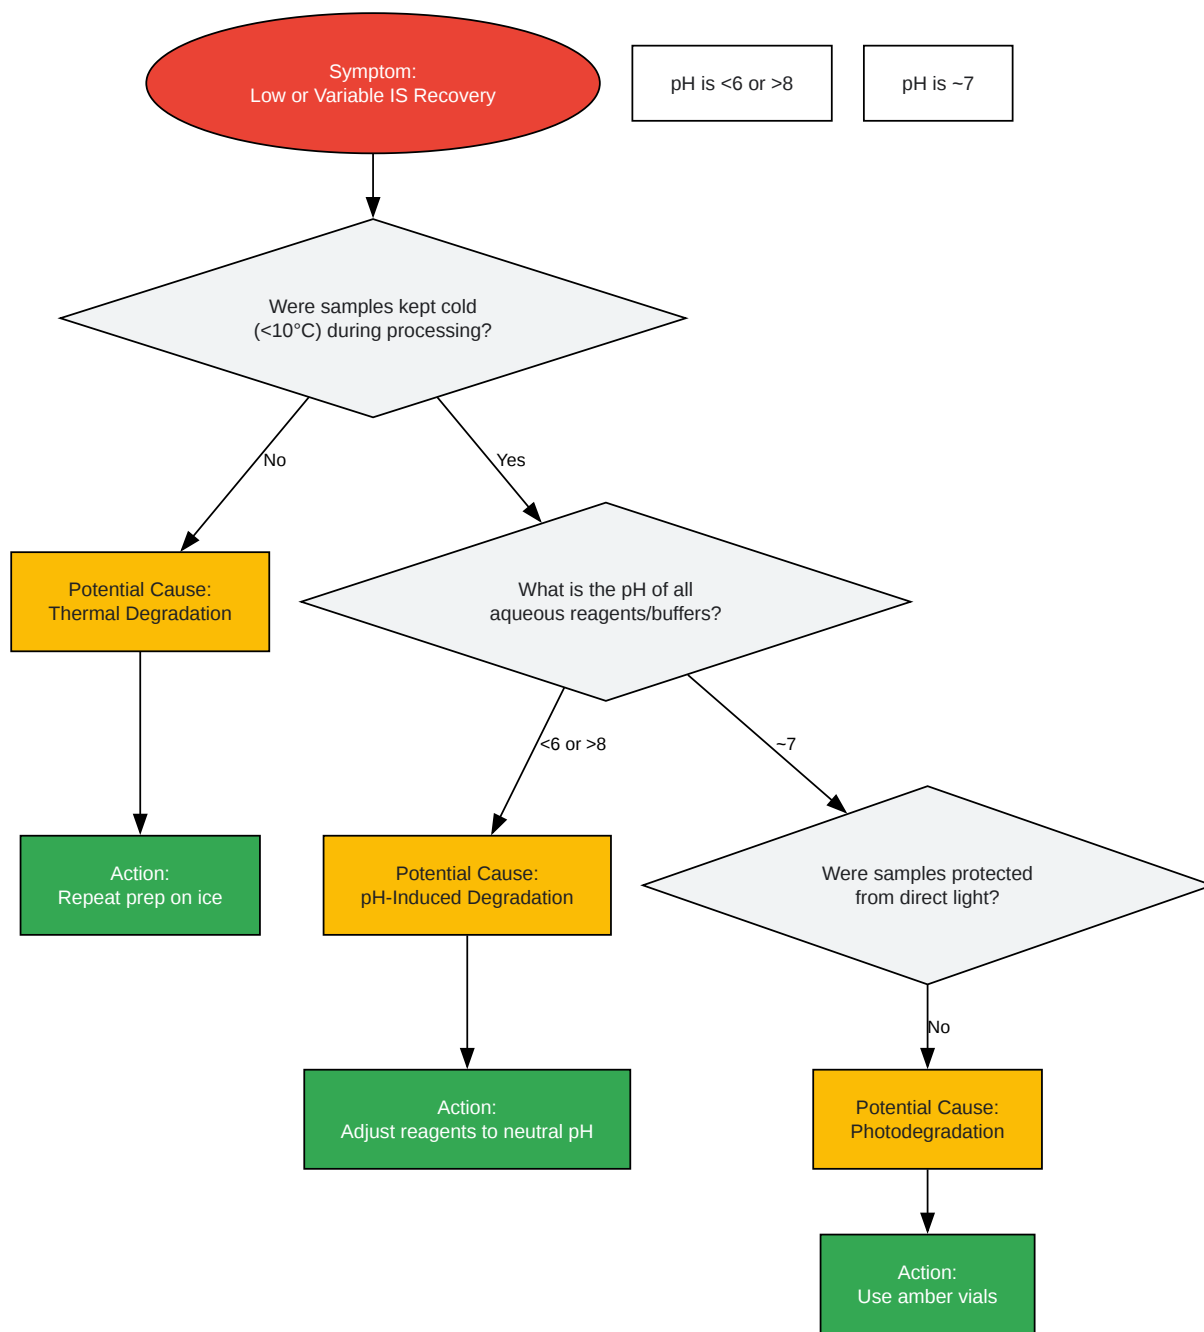 Symptom:
Low or Variable IS Recovery
pH is <6 or >8
pH is ~7
Were samples kept cold
(<10°C) during processing?
No
Yes
Potential Cause:
Thermal Degradation
What is the pH of all
aqueous reagents/buffers?
<6 or >8
~7
Action:
Repeat prep on ice
Potential Cause:
pH-Induced Degradation
Were samples protected
from direct light?
No
Action:
Adjust reagents to neutral pH
Potential Cause:
Photodegradation
Action:
Use amber vials